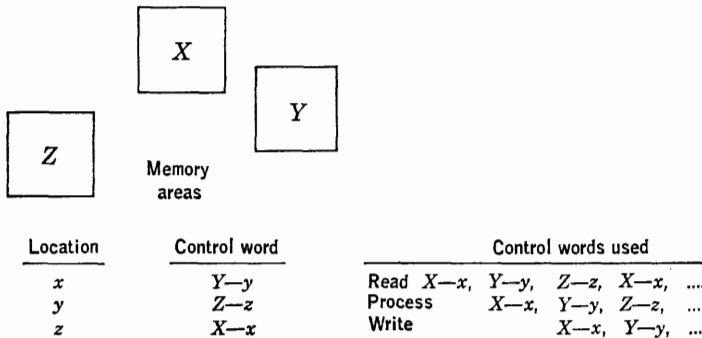 X
Y
Z
Memory
areas
Location Control word Control words used
x Y—y Read X—x, Y—y, Z—z, X—x, ....
y Z—z Process X—x, Y—y, Z—z, ...
z X—x Write X—x, Y—y, ...